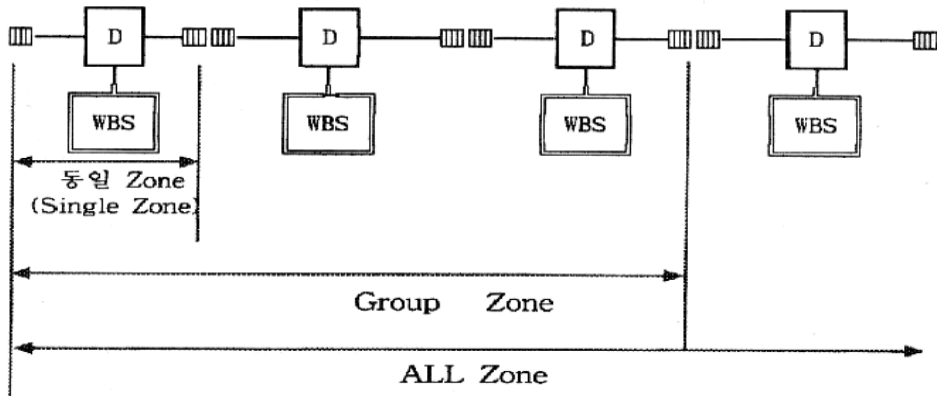 D D D D
WBS WBS WBS WBS
동일 Zone
(Single Zone)
Group Zone
ALL Zone